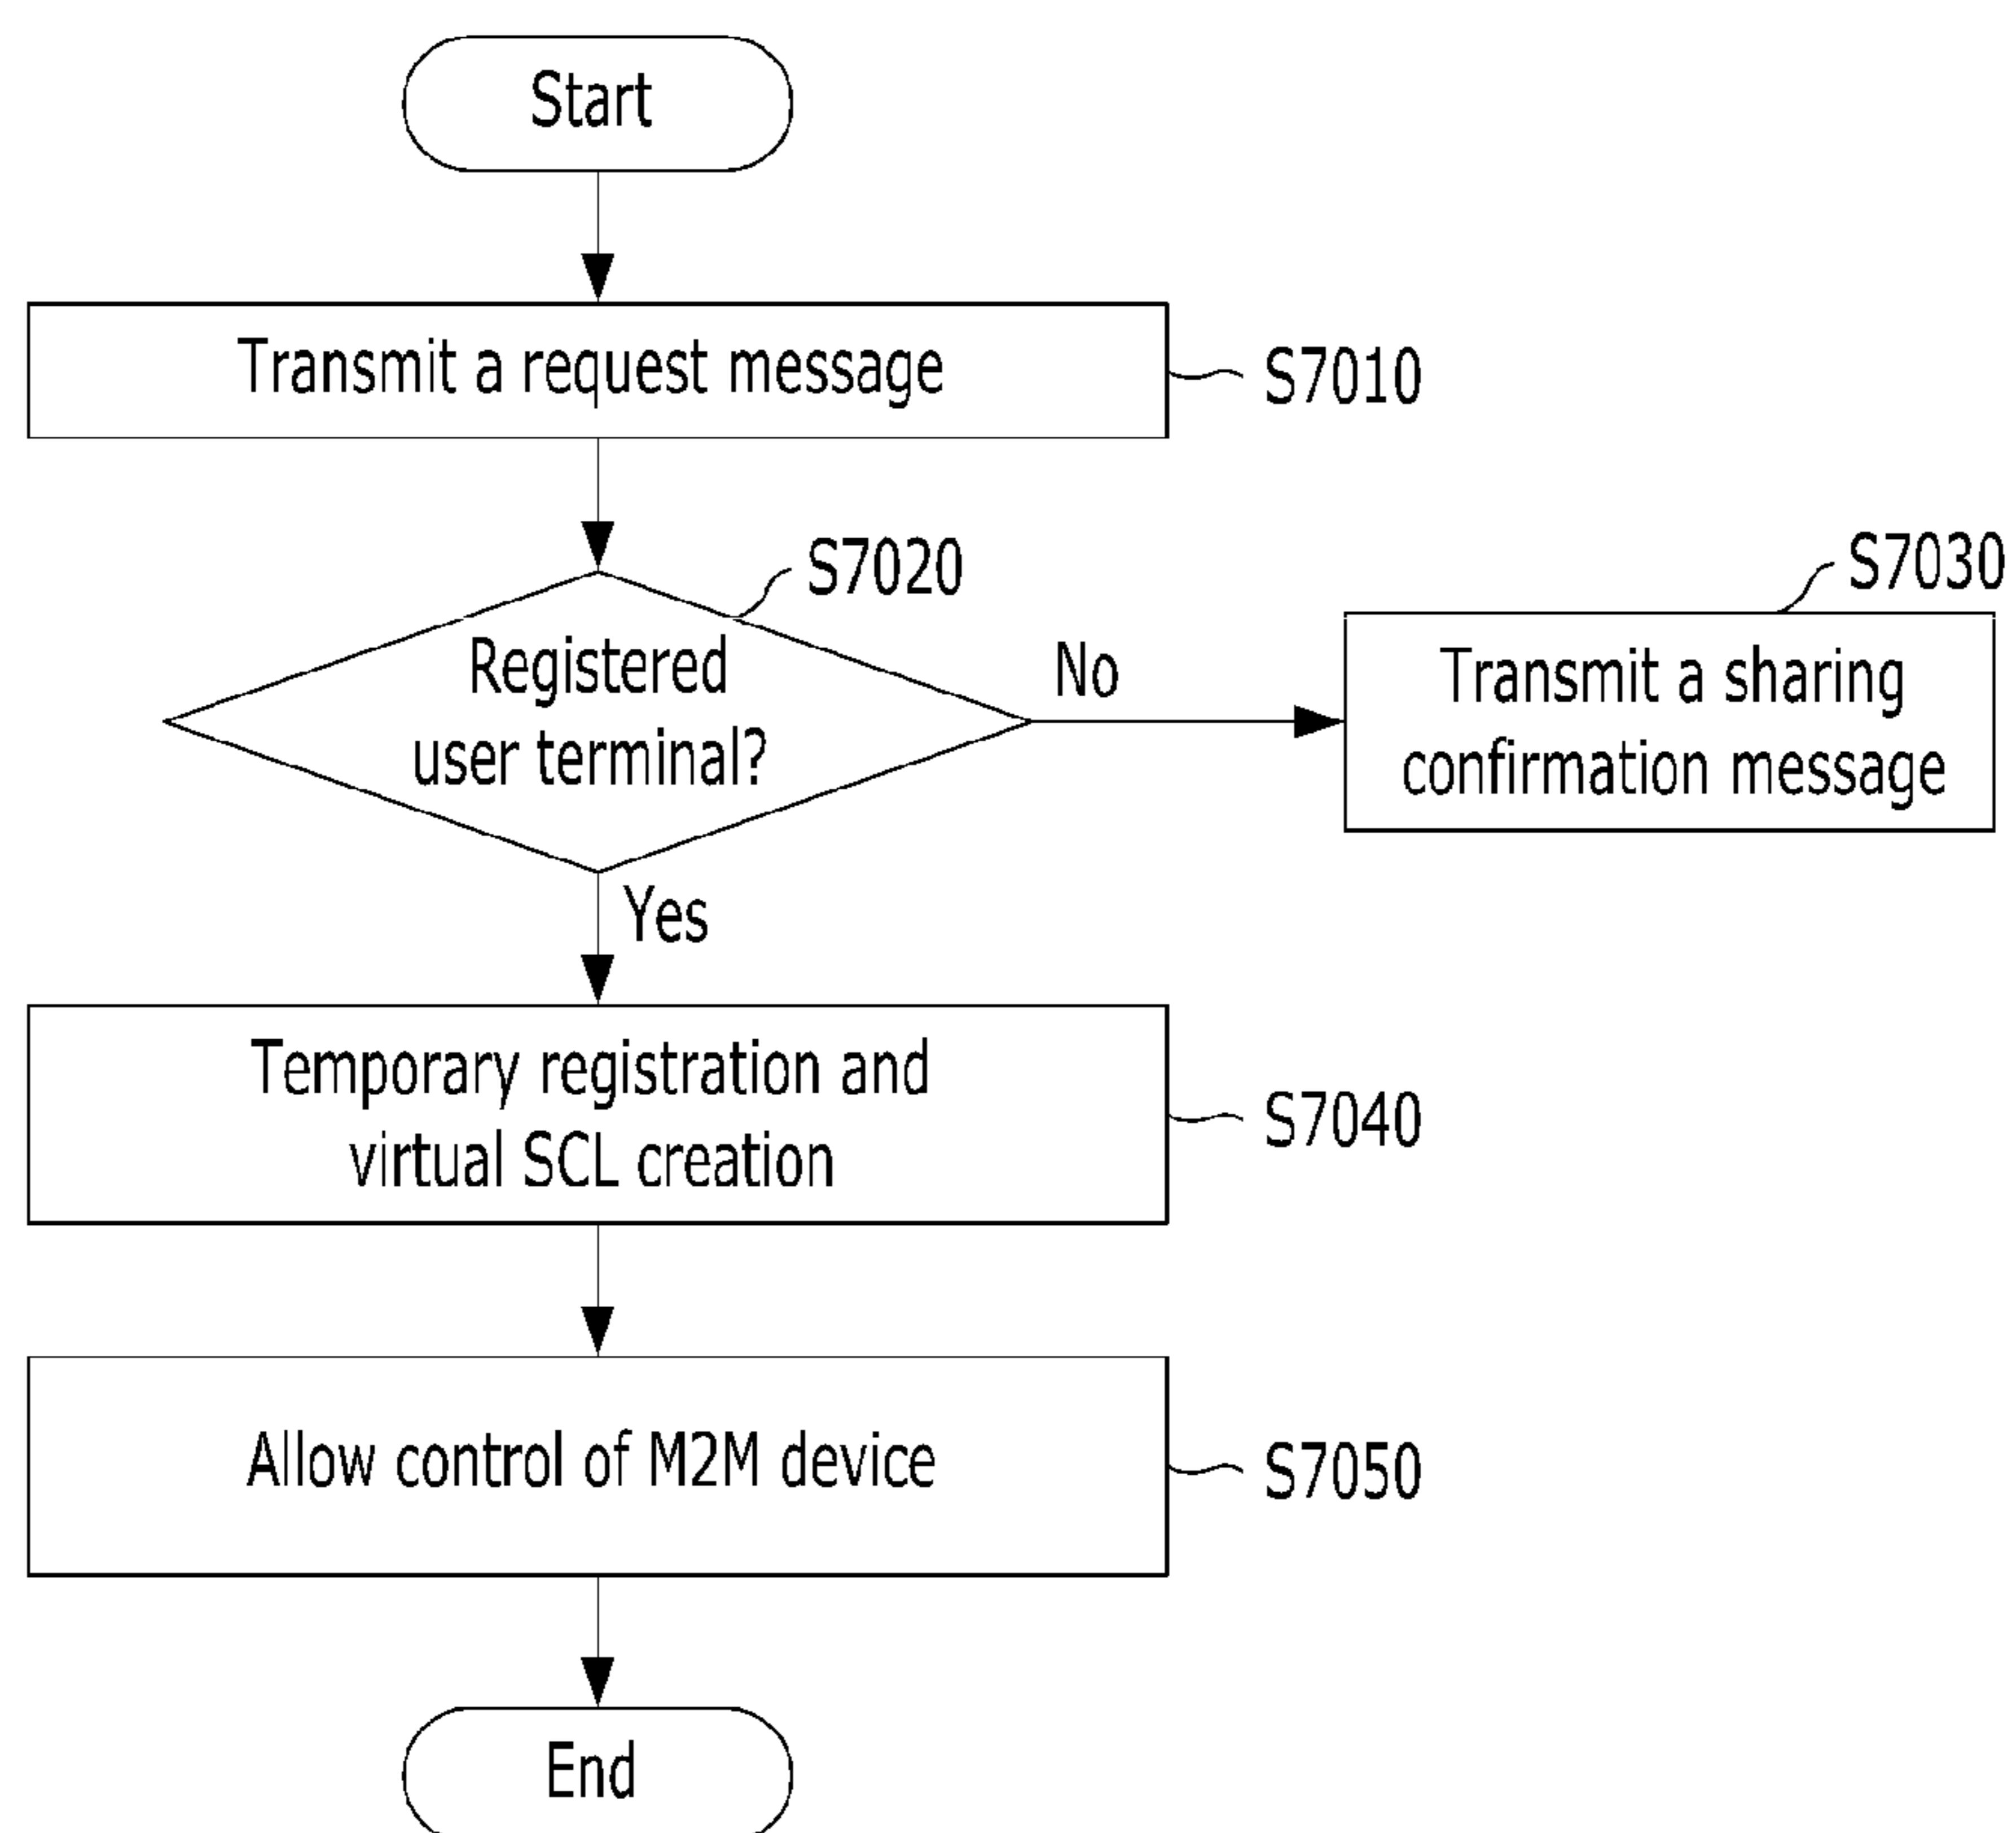 Start
Transmit a request message
S7010
S7020
Registered
user terminal?
No
S7030
Transmit a sharing
confirmation message
Yes
Temporary registration and
virtual SCL creation
S7040
Allow control of M2M device
S7050
End